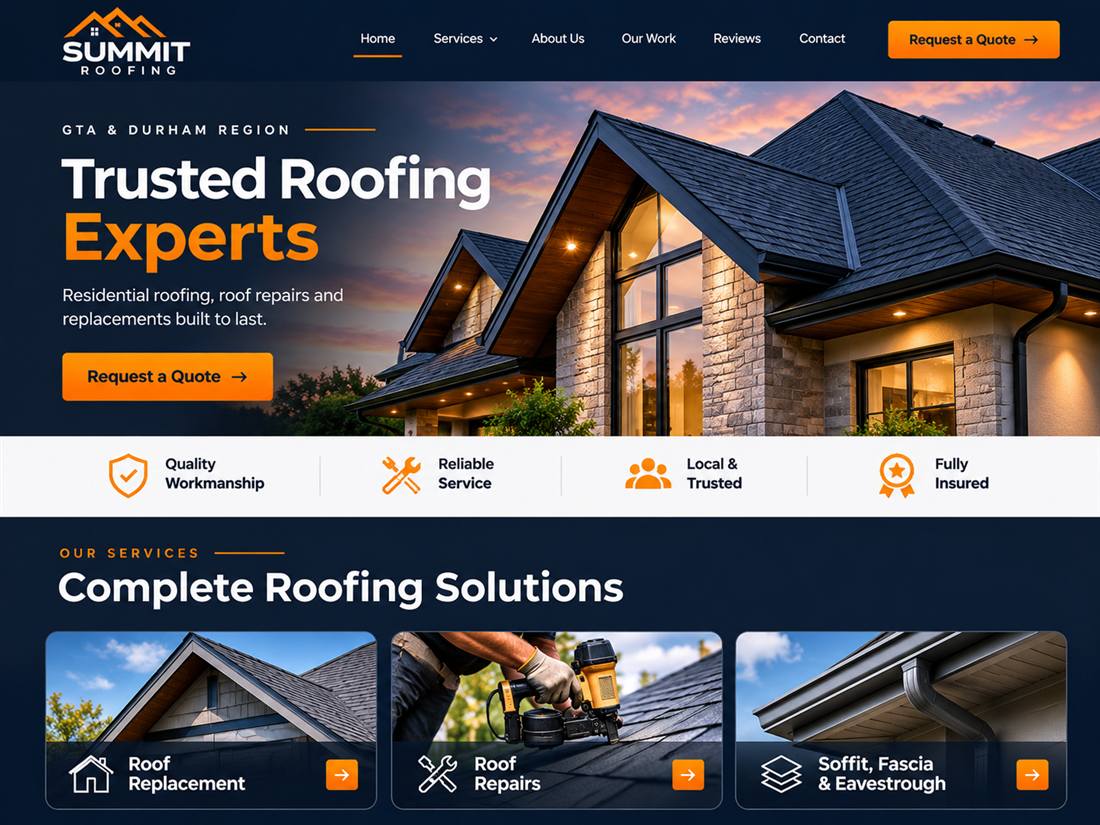 SUMMIT
ROOFING
Home
Services
About Us
Our Work
Reviews
Contact
Request a Quote
GTA & DURHAM REGION
Trusted Roofing
Experts
Residential roofing, roof repairs and
replacements built to last.
Request a Quote
Quality
Workmanship
Reliable
Service
Local &
Trusted
Fully
Insured
OUR SERVICES
Complete Roofing Solutions
Roof
Replacement
Roof
Repairs
Soffit, Fascia
& Eavestrough